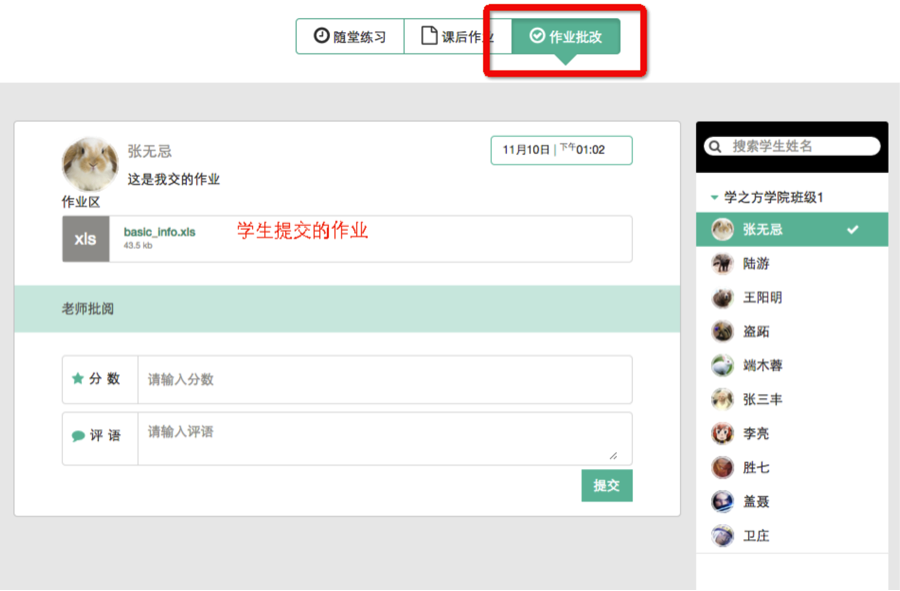 随堂练习 课后作业 作业批改
张无忌
11月10日 | 下午01:02
这是我交的作业
作业区
xls
basic_info.xls
43.5 kb
学生提交的作业
老师批阅
分 数
请输入分数
评 语
请输入评语
提交
搜索学生姓名
学之方学院班级1
张无忌
陆游
王阳明
盗跖
端木蓉
张三丰
李亮
胜七
盖聂
卫庄